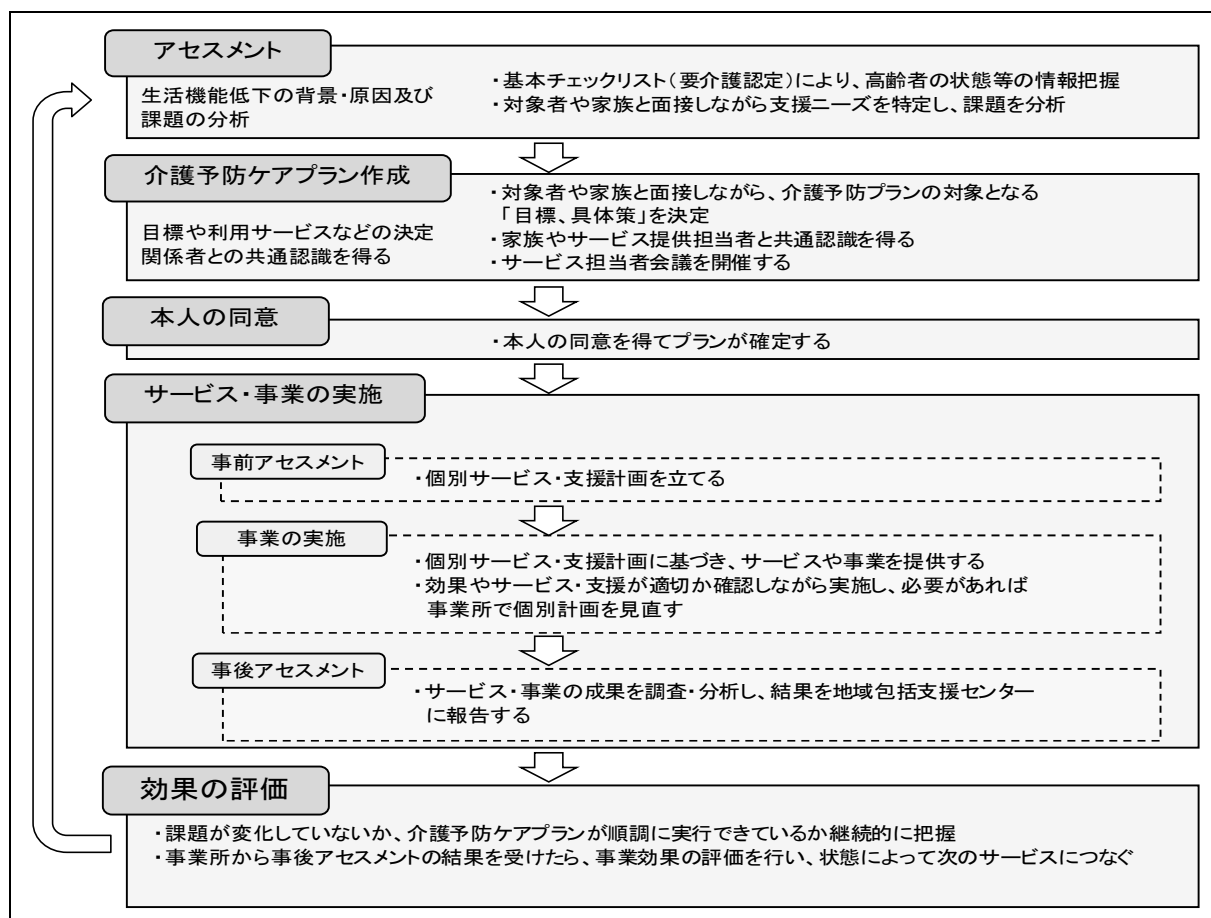 アセスメント
生活機能低下の背景・原因及び
課題の分析
・基本チェックリスト(要介護認定)により、高齢者の状態等の情報把握
・対象者や家族と面接しながら支援ニーズを特定し、課題を分析
介護予防ケアプラン作成
目標や利用サービスなどの決定
関係者との共通認識を得る
・対象者や家族と面接しながら、介護予防プランの対象となる
「目標、具体策」を決定
・家族やサービス提供担当者と共通認識を得る
・サービス担当者会議を開催する
本人の同意
・本人の同意を得てプランが確定する
サービス・事業の実施
事前アセスメント
・個別サービス・支援計画を立てる
事業の実施
・個別サービス・支援計画に基づき、サービスや事業を提供する
・効果やサービス・支援が適切か確認しながら実施し、必要があれば
事業所で個別計画を見直す
事後アセスメント
・サービス・事業の成果を調査・分析し、結果を地域包括支援センター
に報告する
効果の評価
・課題が変化していないか、介護予防ケアプランが順調に実行できているか継続的に把握
・事業所から事後アセスメントの結果を受けたら、事業効果の評価を行い、状態によって次のサービスにつなぐ